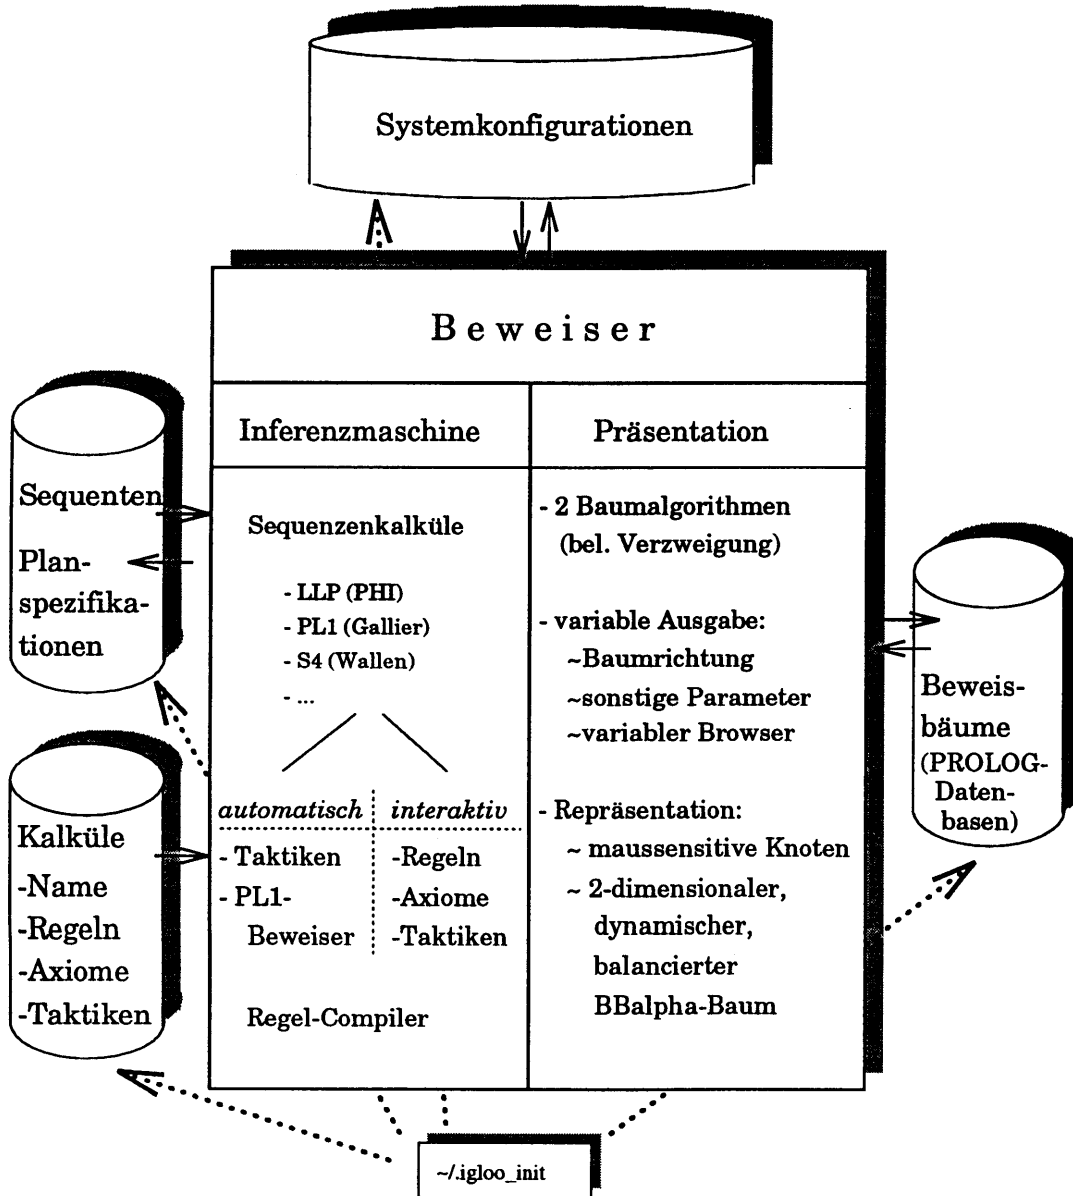 Systemkonfigurationen
Beweiser
Inferenzmaschine
Präsentation
Sequenten
Plan-
spezifika-
tionen
Kalküle
-Name
-Regeln
-Axiome
-Taktiken
Sequenzenkalküle
- LLP (PHI)
- PL1 (Gallier)
- S4 (Wallen)
- ...
automatisch
- Taktiken
- PL1-
Beweiser
interaktiv
-Regeln
-Axiome
-Taktiken
Regel-Compiler
- 2 Baumalgorithmen
(bel. Verzweigung)
- variable Ausgabe:
~Baumrichtung
~sonstige Parameter
~variabler Browser
- Repräsentation:
~ maussensitive Knoten
~ 2-dimensionaler,
dynamischer,
balancierter
BBalpha-Baum
Beweis-
bäume
(PROLOG-
Daten-
basen)
~/.igloo_init